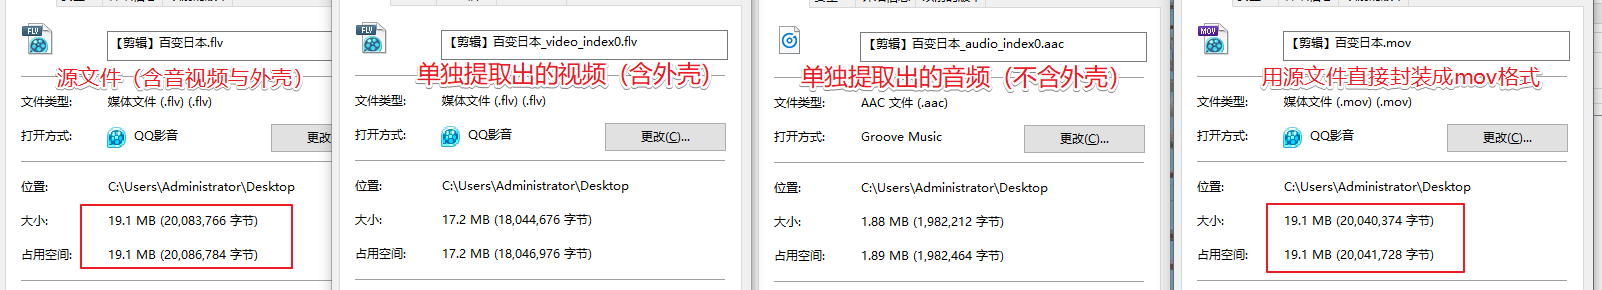 FLV
【剪辑】百变日本.flv
源文件（含音视频与外壳）
文件类型: 媒体文件 (.flv) (.flv)
打开方式: QQ影音 更改
位置: C:\Users\Administrator\Desktop
大小: 19.1 MB (20,083,766 字节)
占用空间: 19.1 MB (20,086,784 字节)
FLV
【剪辑】百变日本_video_index0.flv
单独提取出的视频（含外壳）
文件类型: 媒体文件 (.flv) (.flv)
打开方式: QQ影音 更改(C)...
位置: C:\Users\Administrator\Desktop
大小: 17.2 MB (18,044,676 字节)
占用空间: 17.2 MB (18,046,976 字节)
【剪辑】百变日本_audio_index0.aac
单独提取出的音频（不含外壳）
文件类型: AAC 文件 (.aac)
打开方式: Groove Music 更改(C)...
位置: C:\Users\Administrator\Desktop
大小: 1.88 MB (1,982,212 字节)
占用空间: 1.89 MB (1,982,464 字节)
MOV
【剪辑】百变日本.mov
用源文件直接封装成mov格式
文件类型: 媒体文件 (.mov) (.mov)
打开方式: QQ影音 更改(C)...
位置: C:\Users\Administrator\Desktop
大小: 19.1 MB (20,040,374 字节)
占用空间: 19.1 MB (20,041,728 字节)